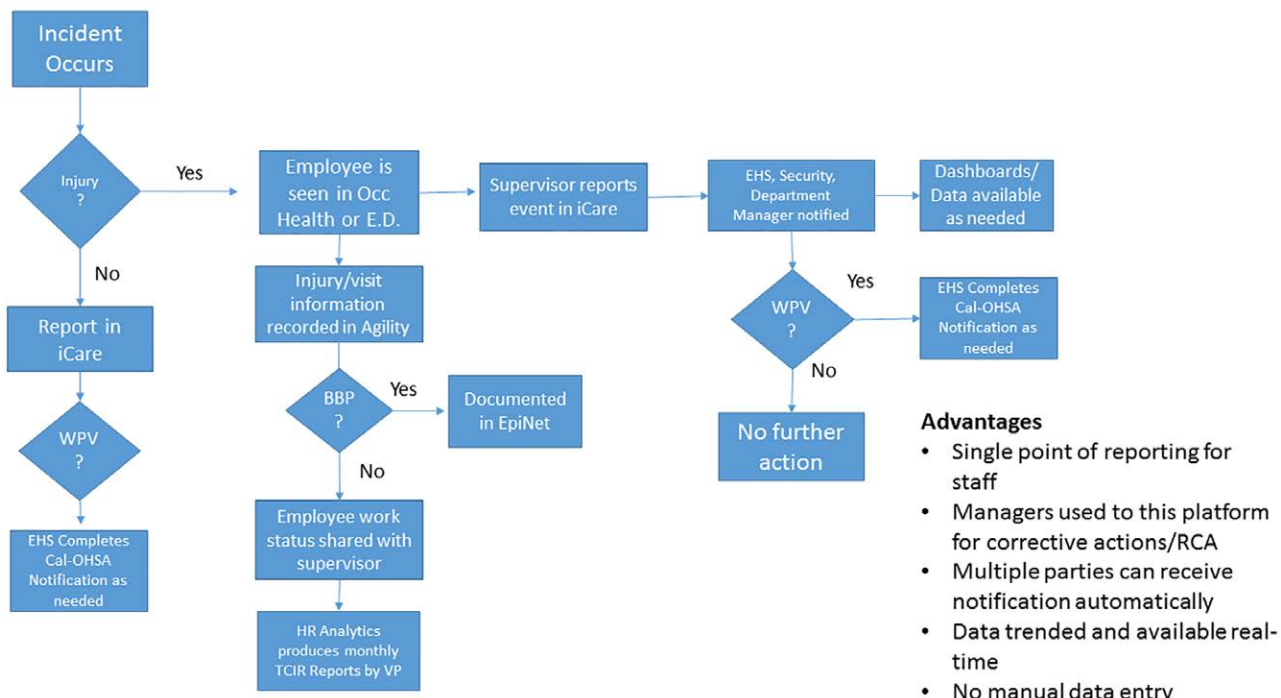 Incident
Occurs
Injury
?
Yes
No
Report in
iCare
WPV
?
EHS Completes
Cal-OHSA
Notification as
needed
Employee is
seen in Occ
Health or E.D.
Injury/visit
information
recorded in Agility
BBP
?
Yes
Documented
in EpiNet
No
Employee work
status shared with
supervisor
HR Analytics
produces monthly
TCIR Reports by VP
Supervisor reports
event in iCare
EHS, Security,
Department
Manager notified
Dashboards/
Data available
as needed
WPV
?
Yes
EHS Completes
Cal-OHSA
Notification as
needed
No
No further
action
Advantages
• Single point of reporting for
staff
• Managers used to this platform
for corrective actions/RCA
• Multiple parties can receive
notification automatically
• Data trended and available real-
time
• No manual data entry